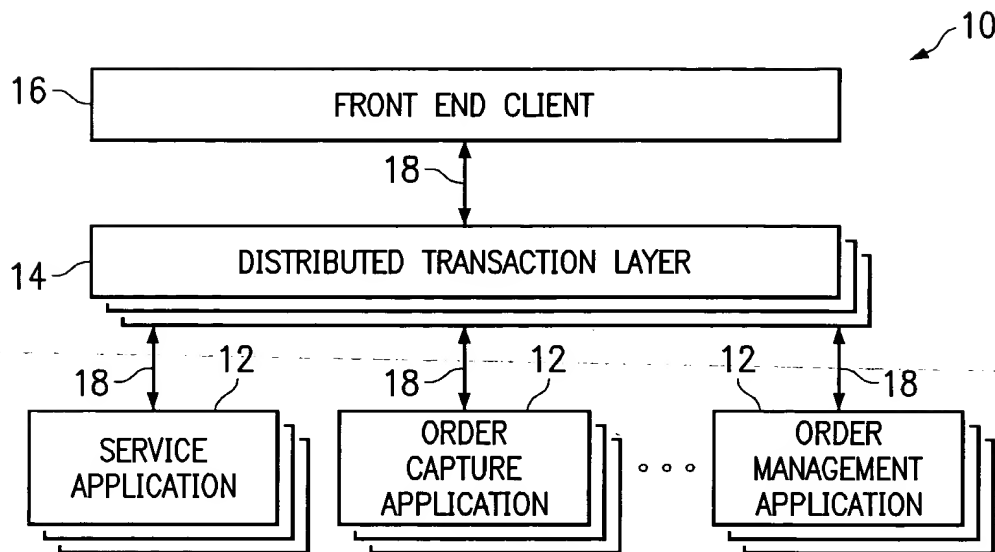 10
16
FRONT END CLIENT
18
14
DISTRIBUTED TRANSACTION LAYER
18
12
18
12
12
18
SERVICE
APPLICATION
ORDER
CAPTURE
APPLICATION
ORDER
MANAGEMENT
APPLICATION